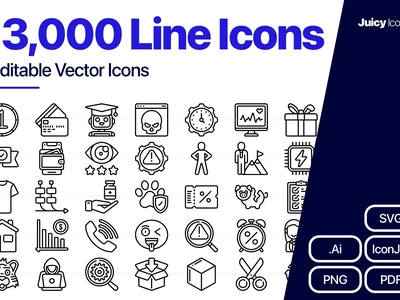 3,000 Line Icons
ditable Vector Icons
Juicy Ico
SVG
.Ai
IconJ
PNG
PDF